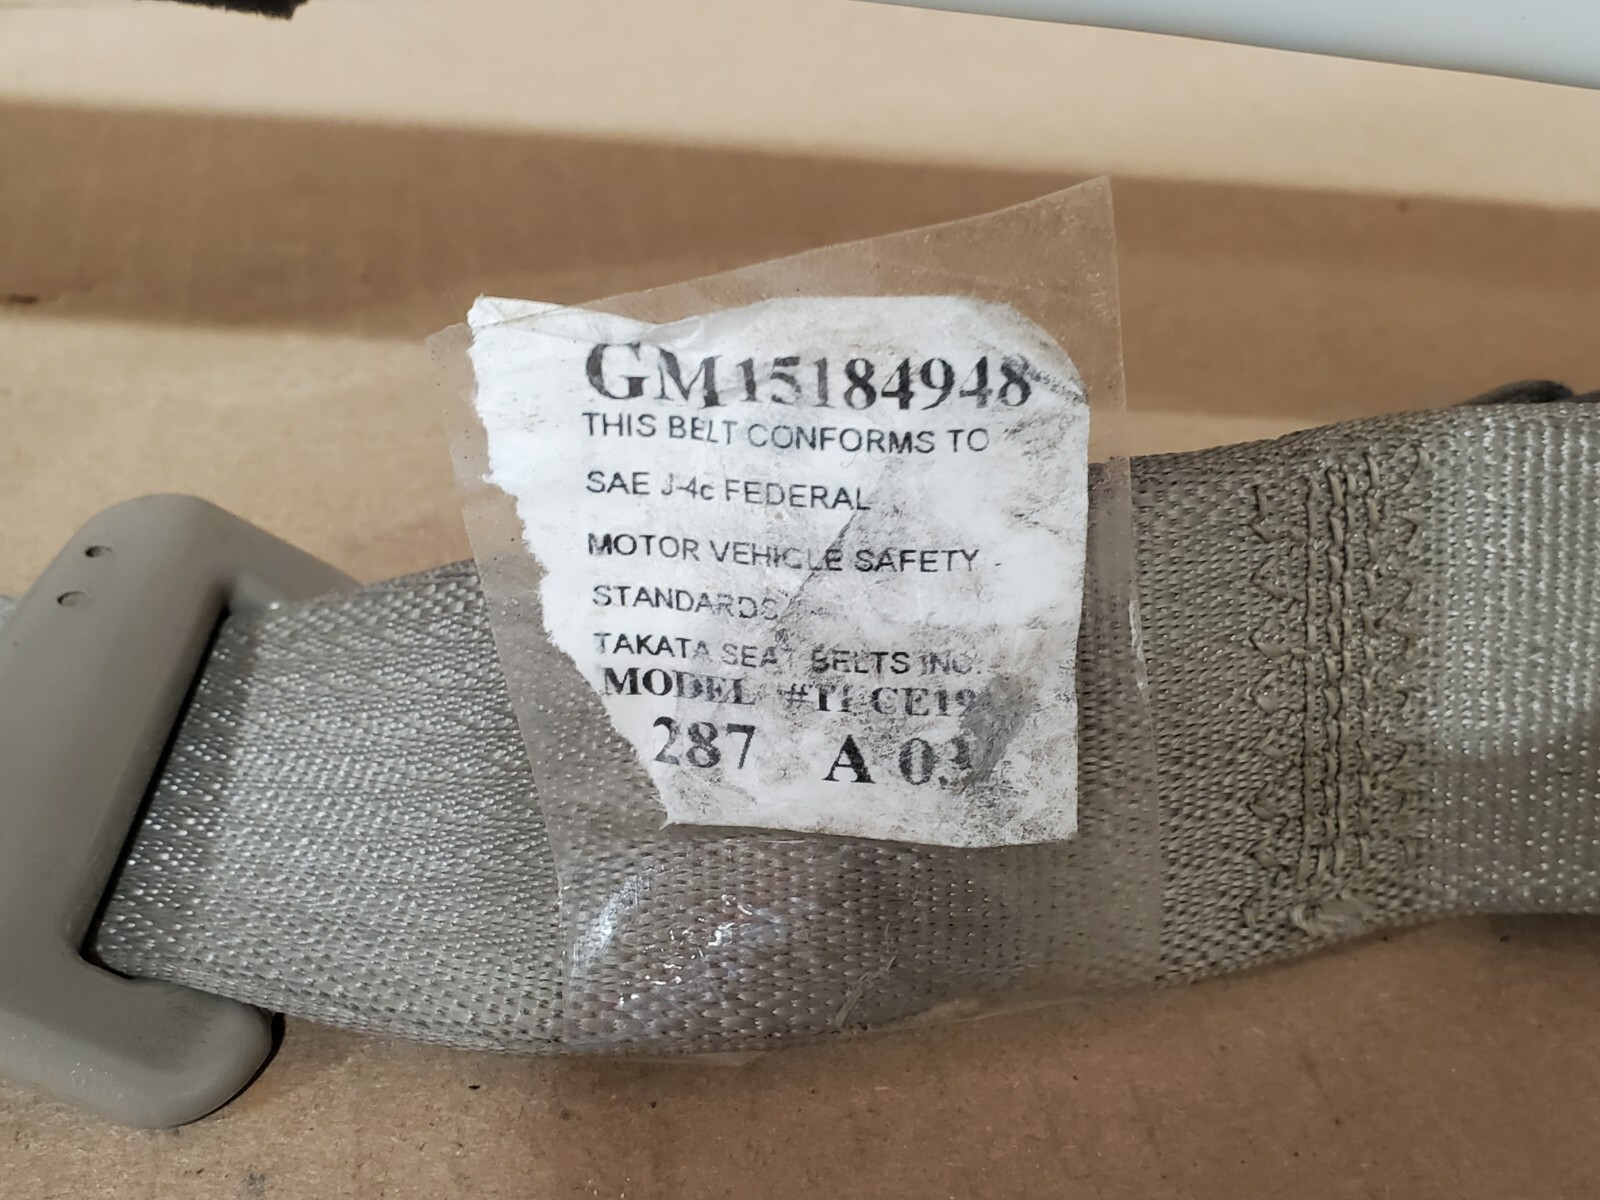 GM15184948
THIS BELT CONFORMS TO
SAE J-4c FEDERAL
MOTOR VEHICLE SAFETY
STANDARDS
TAKATA SEAT BELTS INC.
MODEL
287 A